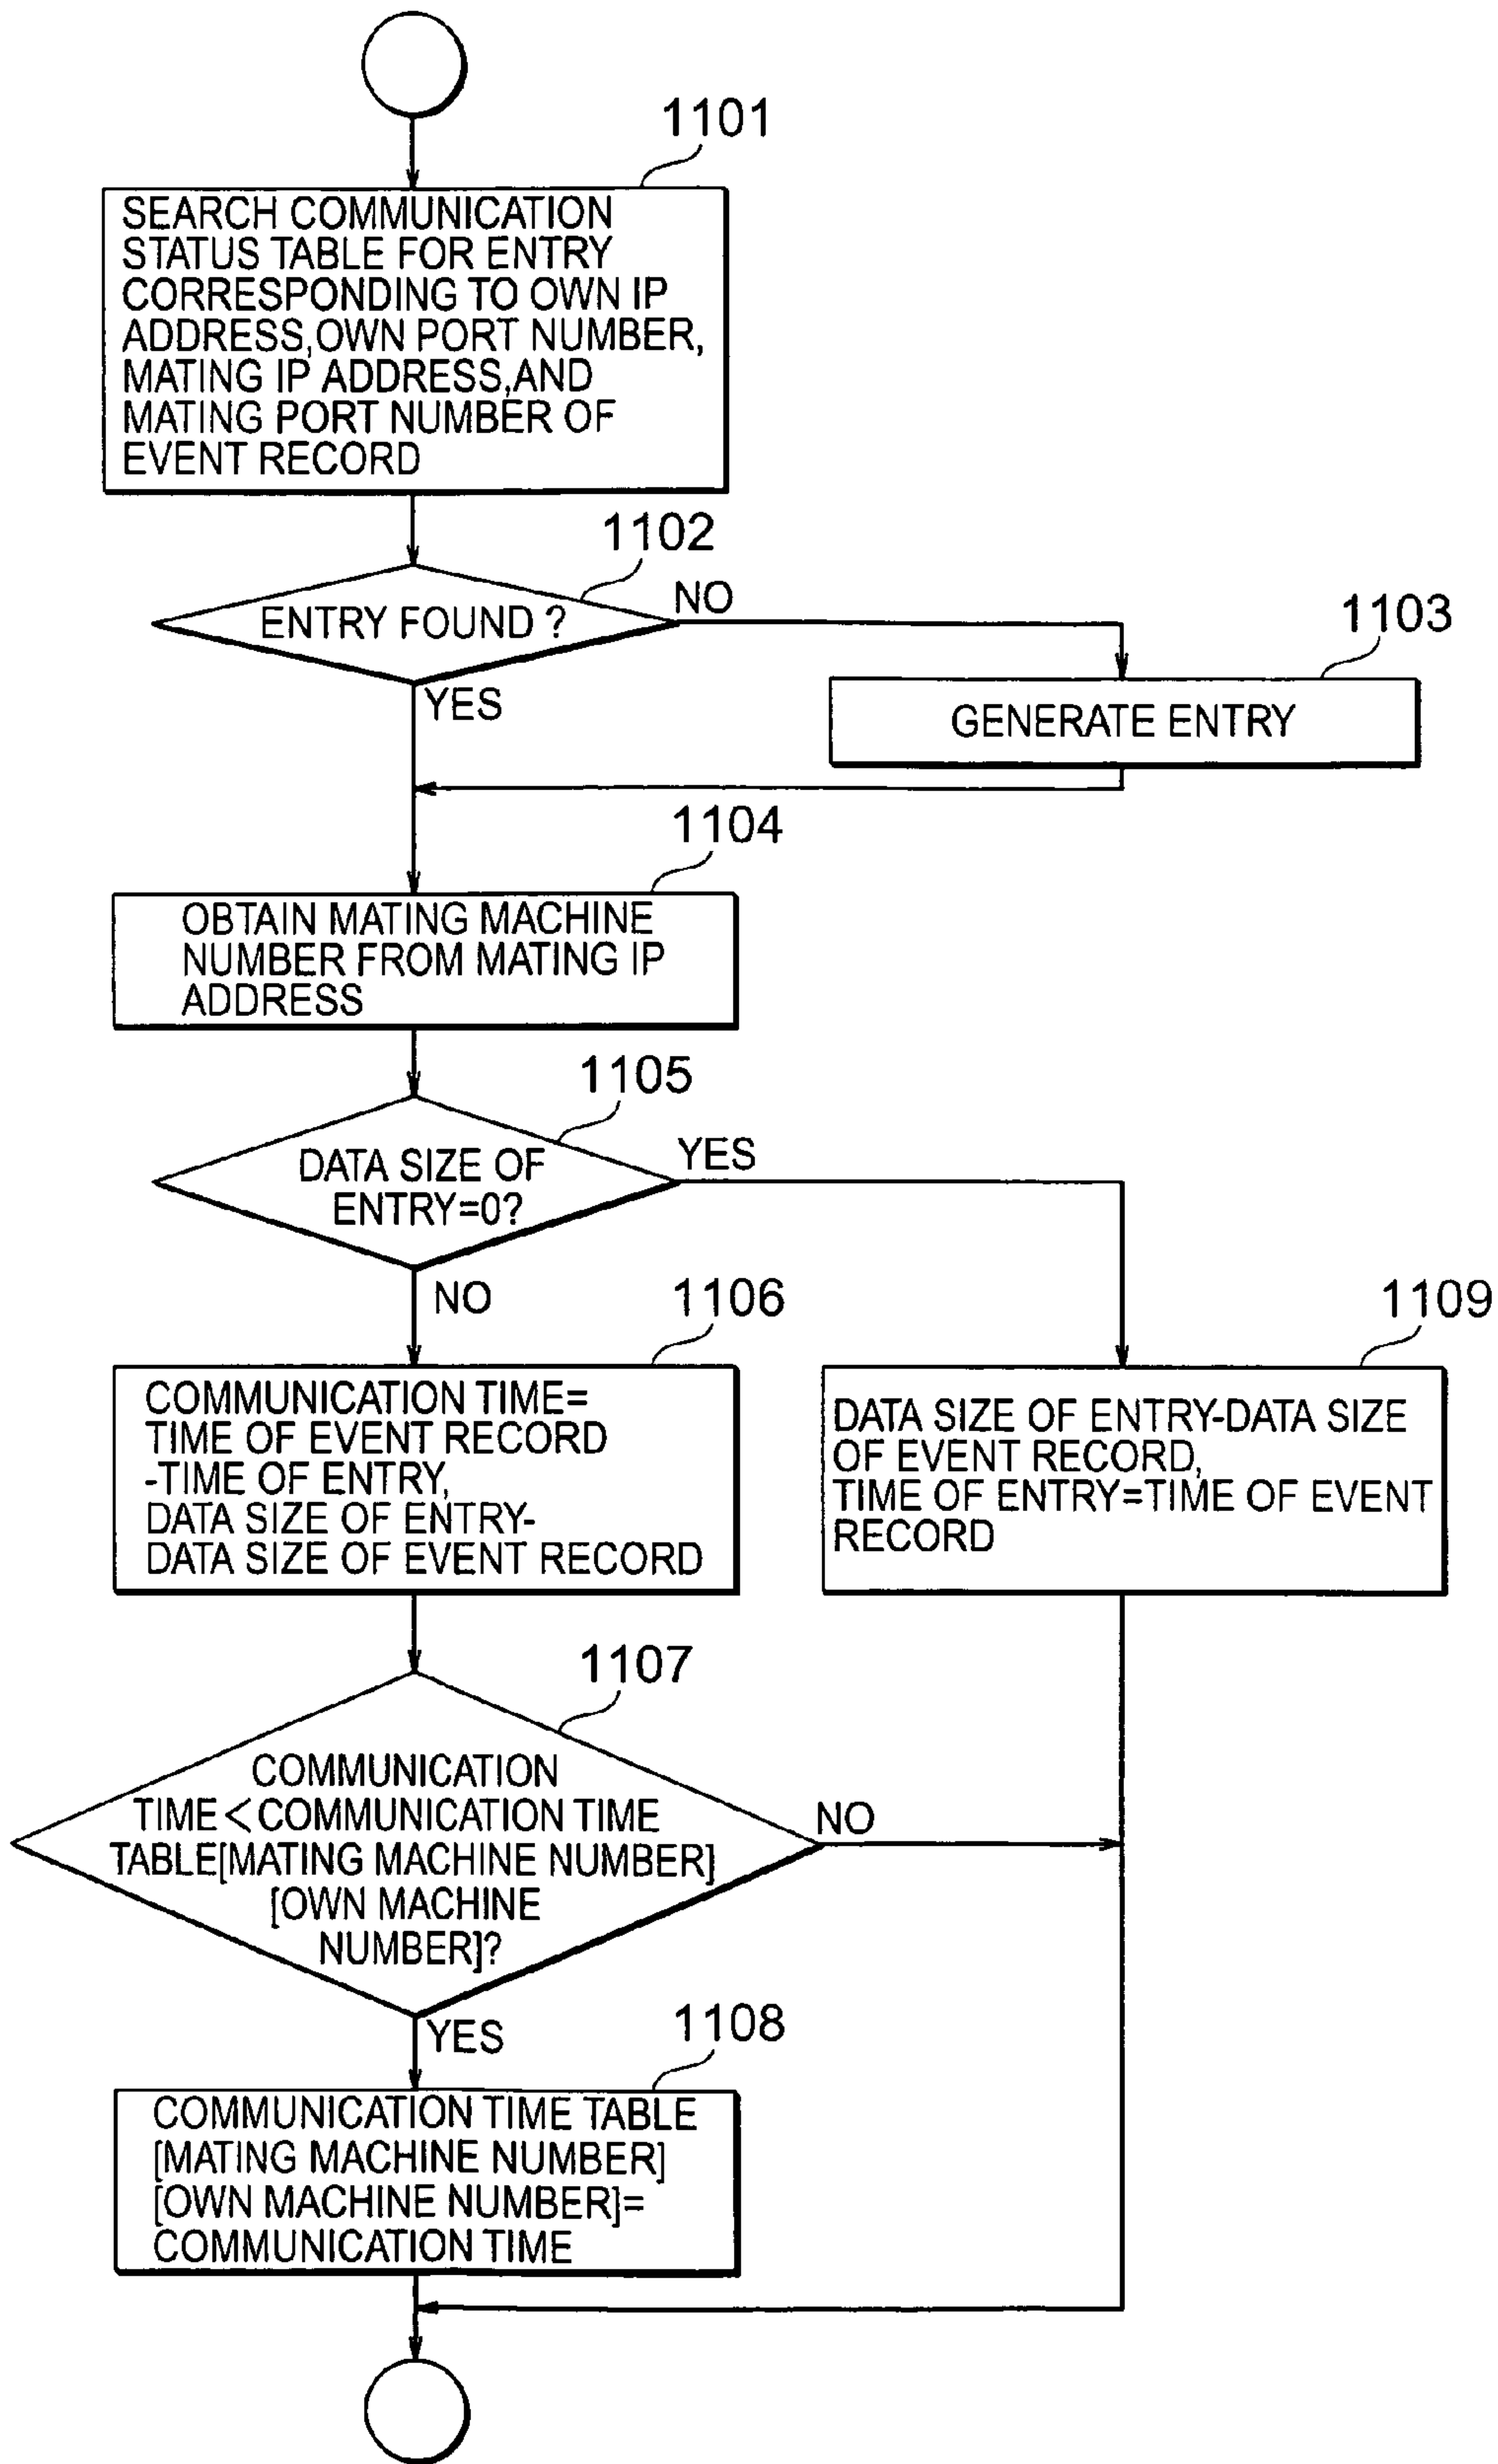 1101
SEARCH COMMUNICATION
STATUS TABLE FOR ENTRY
CORRESPONDING TO OWN IP
ADDRESS,OWN PORT NUMBER,
MATING IP ADDRESS,AND
MATING PORT NUMBER OF
EVENT RECORD
1102
ENTRY FOUND ?
NO
YES
1103
GENERATE ENTRY
1104
OBTAIN MATING MACHINE
NUMBER FROM MATING IP
ADDRESS
1105
DATA SIZE OF
ENTRY=0?
YES
NO
1106
COMMUNICATION TIME=
TIME OF EVENT RECORD
-TIME OF ENTRY,
DATA SIZE OF ENTRY-
DATA SIZE OF EVENT RECORD
1109
DATA SIZE OF ENTRY-DATA SIZE
OF EVENT RECORD,
TIME OF ENTRY=TIME OF EVENT
RECORD
1107
COMMUNICATION
TIME<COMMUNICATION TIME
TABLE[MATING MACHINE NUMBER]
[OWN MACHINE
NUMBER]?
NO
YES
1108
COMMUNICATION TIME TABLE
[MATING MACHINE NUMBER]
[OWN MACHINE NUMBER]=
COMMUNICATION TIME